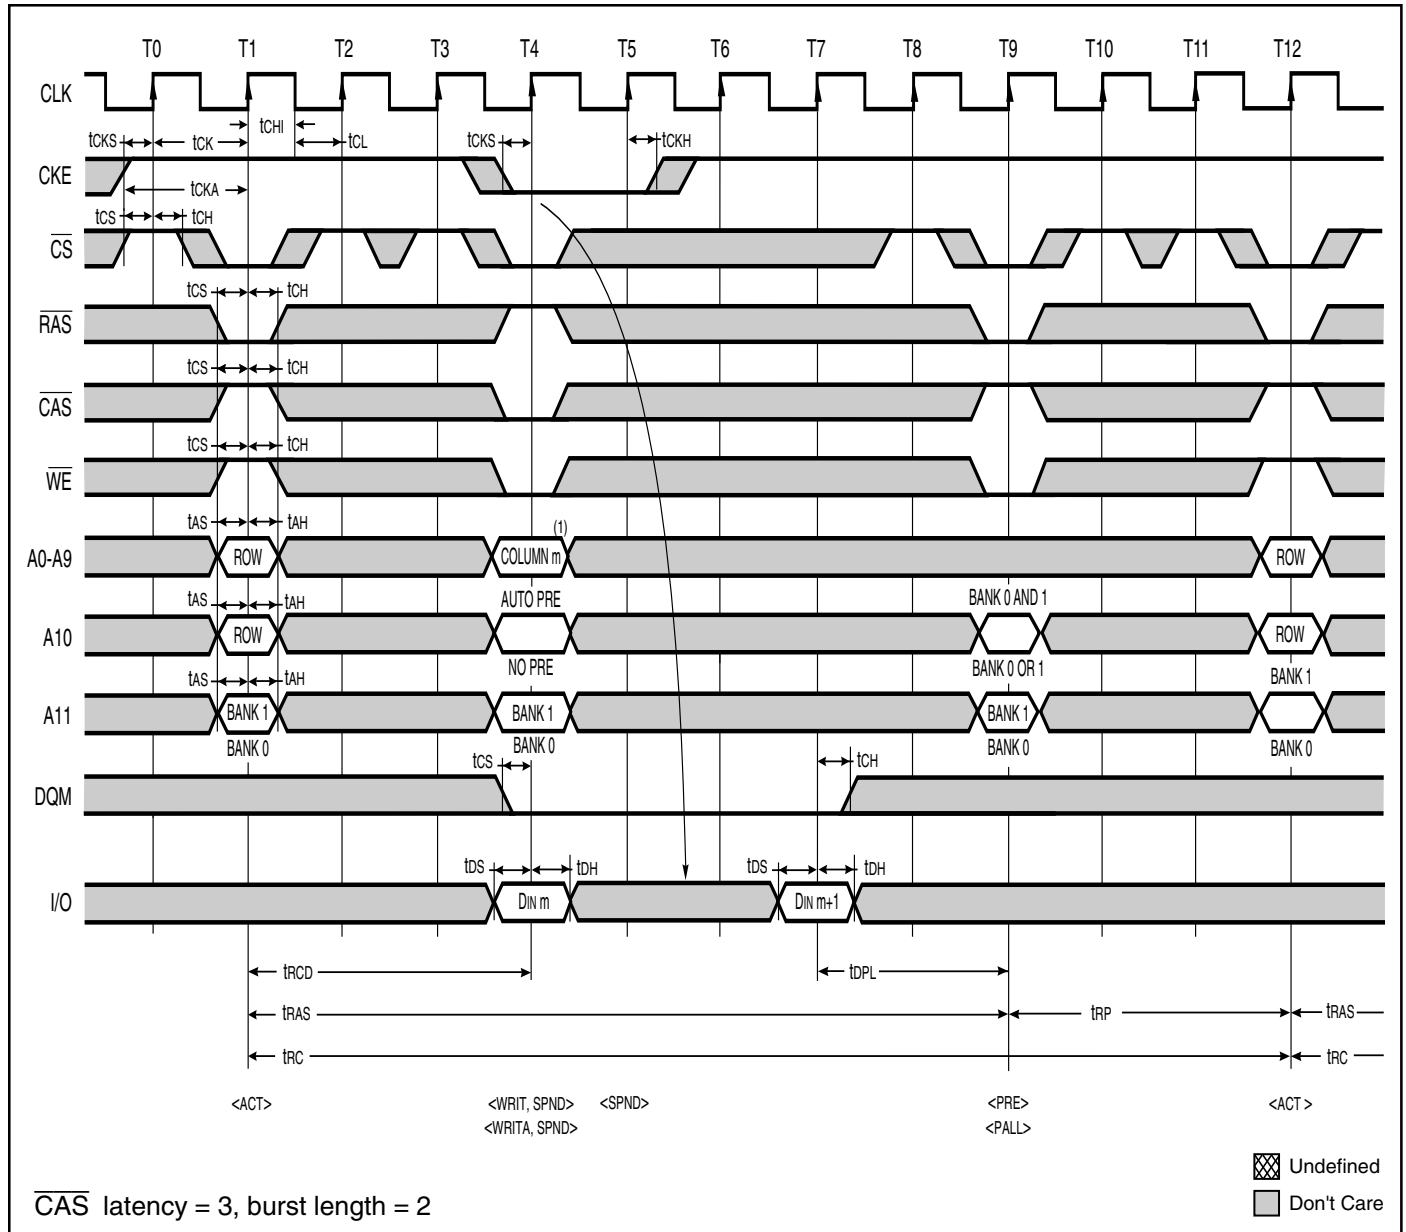 T0 T1 T2 T3 T4 T5 T6 T7 T8 T9 T10 T11 T12
CLK
tCHI
tCKS tCK tCL tCKS tCKH
CKE
tCKA
tCS tCH
CS
tCS tCH
RAS
tCS tCH
CAS
tCS tCH
WE
tAS tAH (1)
A0-A9 ROW COLUMN m ROW
tAS tAH AUTO PRE BANK 0 AND 1
A10 ROW ROW
NO PRE BANK 0 OR 1 BANK 1
tAS tAH
A11 BANK 1 BANK 1 BANK 1
BANK 0 BANK 0 BANK 0 BANK 0
tCS tCH
DQM
tDS tDH tDS tDH
I/O DIN m DIN m+1
tRCD tDPL
tRAS tRP tRAS
tRC tRC
<ACT> <WRIT, SPND> <SPND> <PRE> <ACT >
<WRITA, SPND> <PALL>
Undefined
CAS latency = 3, burst length = 2 Don't Care